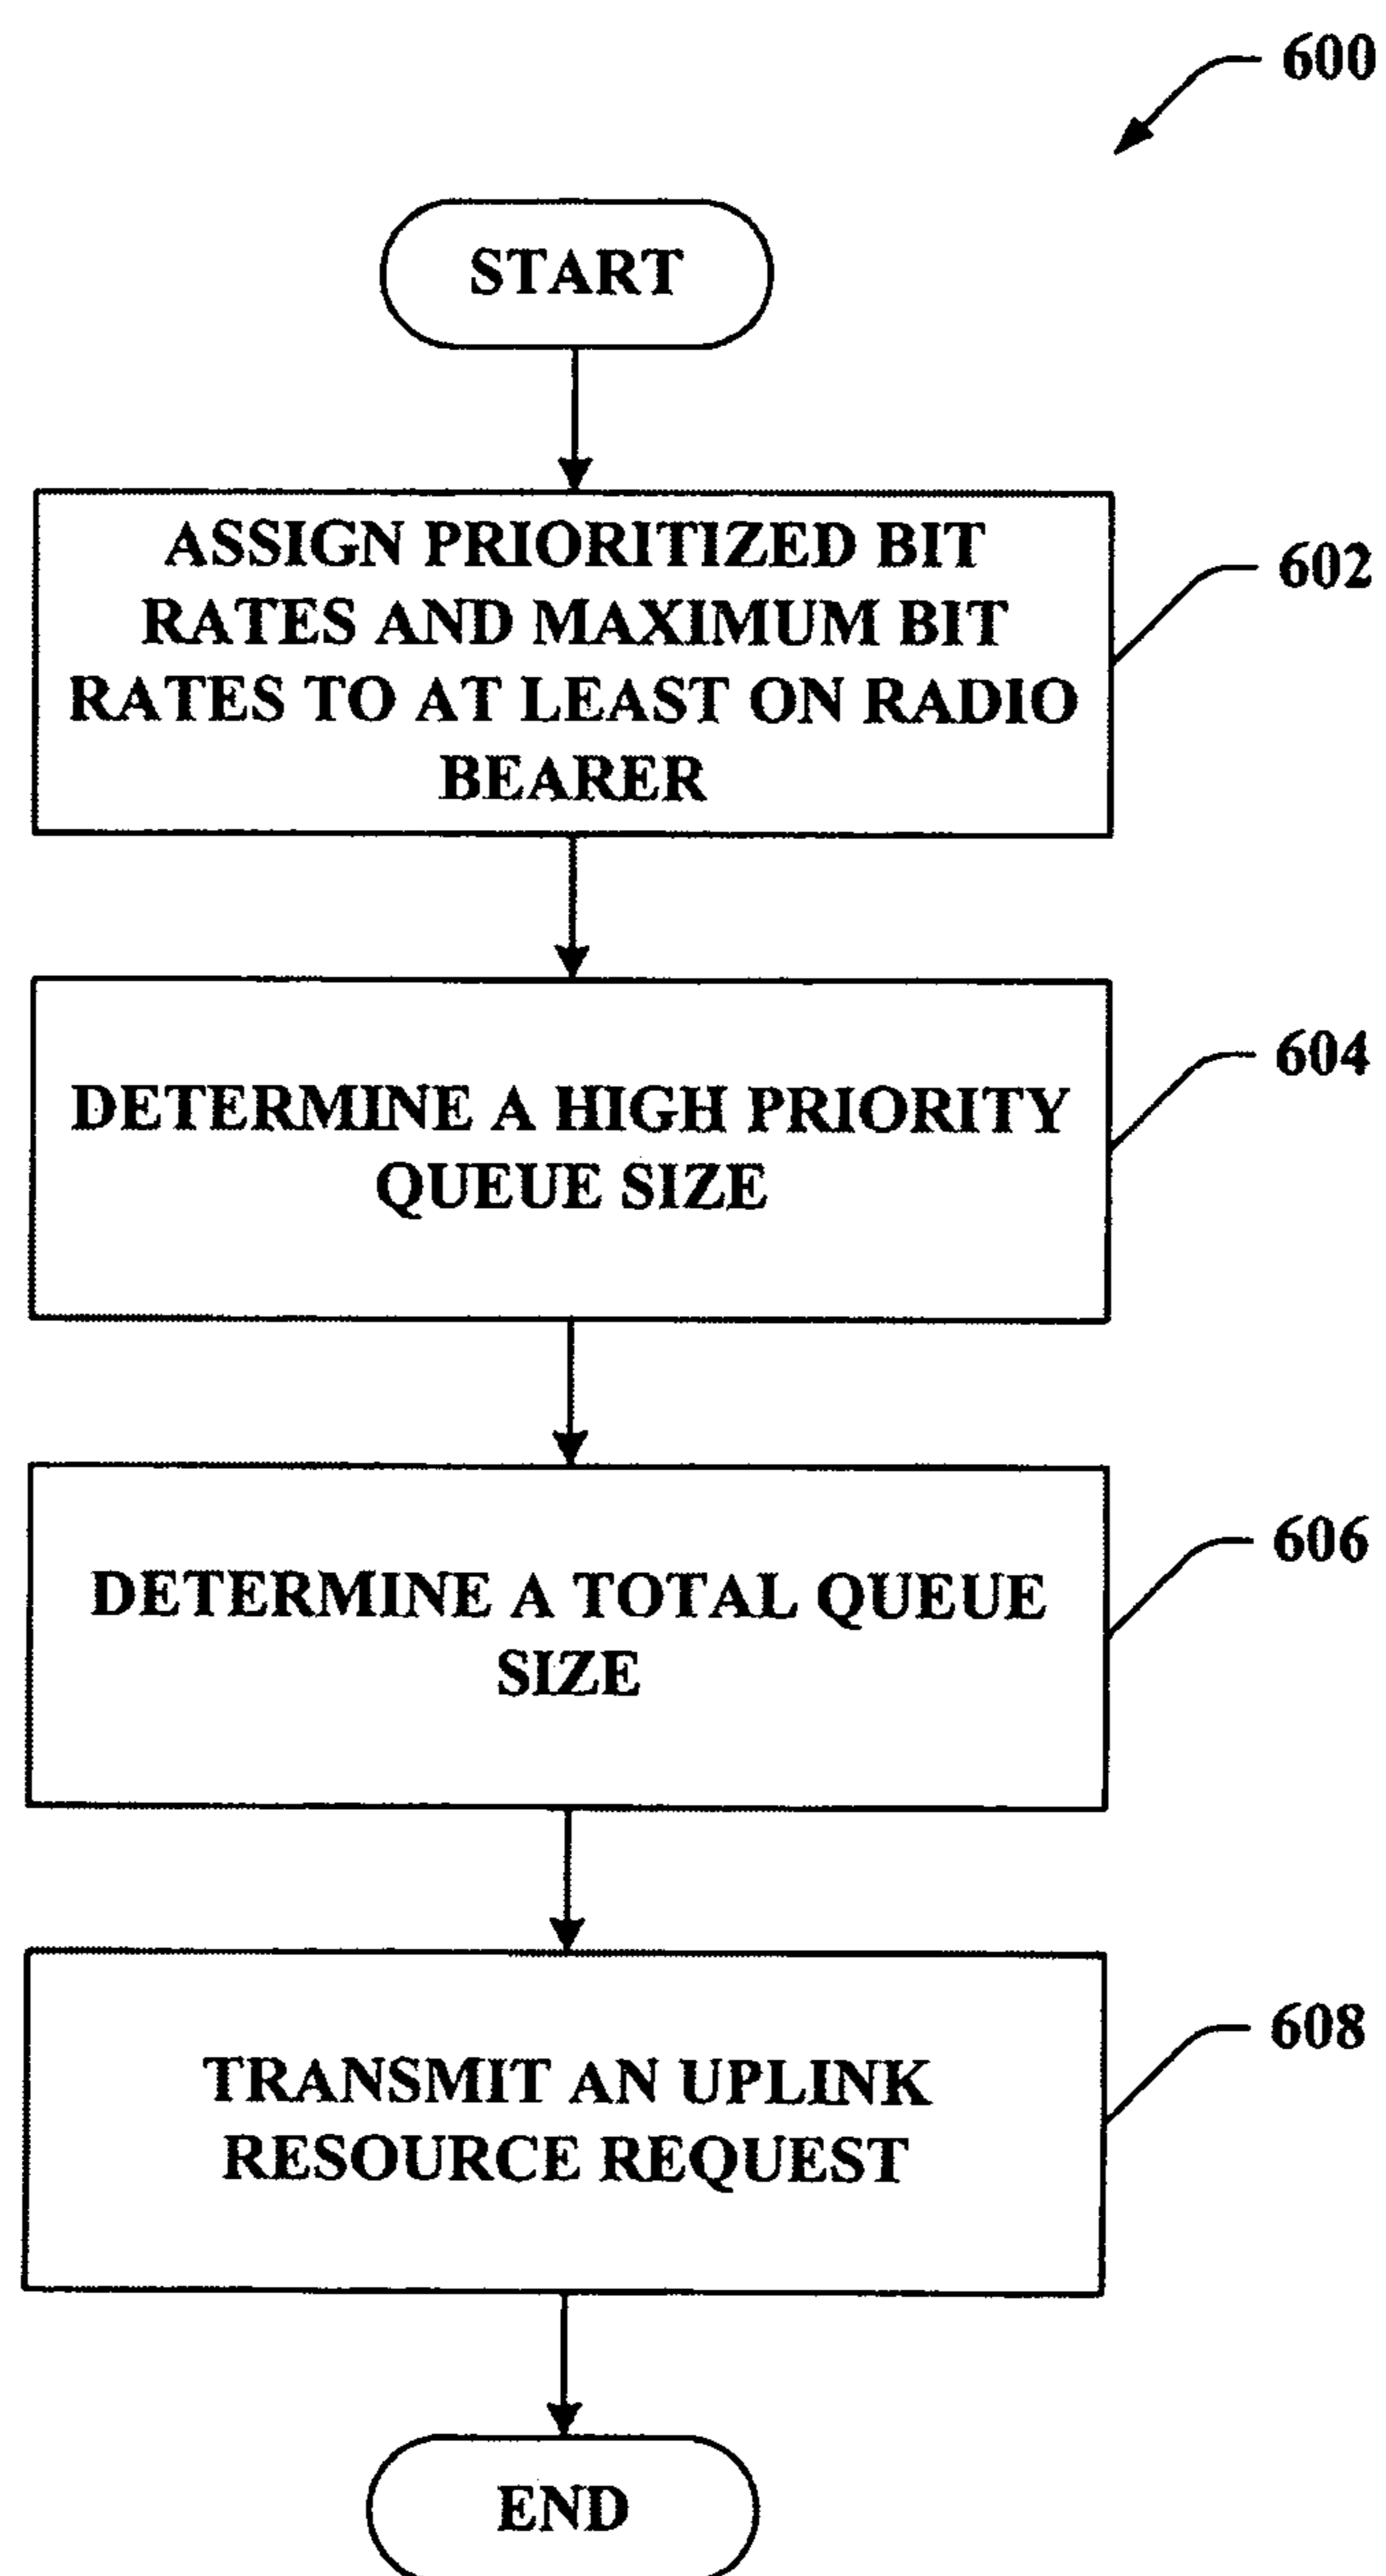 600
START
ASSIGN PRIORITIZED BIT
RATES AND MAXIMUM BIT
RATES TO AT LEAST ON RADIO
BEARER
602
DETERMINE A HIGH PRIORITY
QUEUE SIZE
604
DETERMINE A TOTAL QUEUE
SIZE
606
TRANSMIT AN UPLINK
RESOURCE REQUEST
608
END